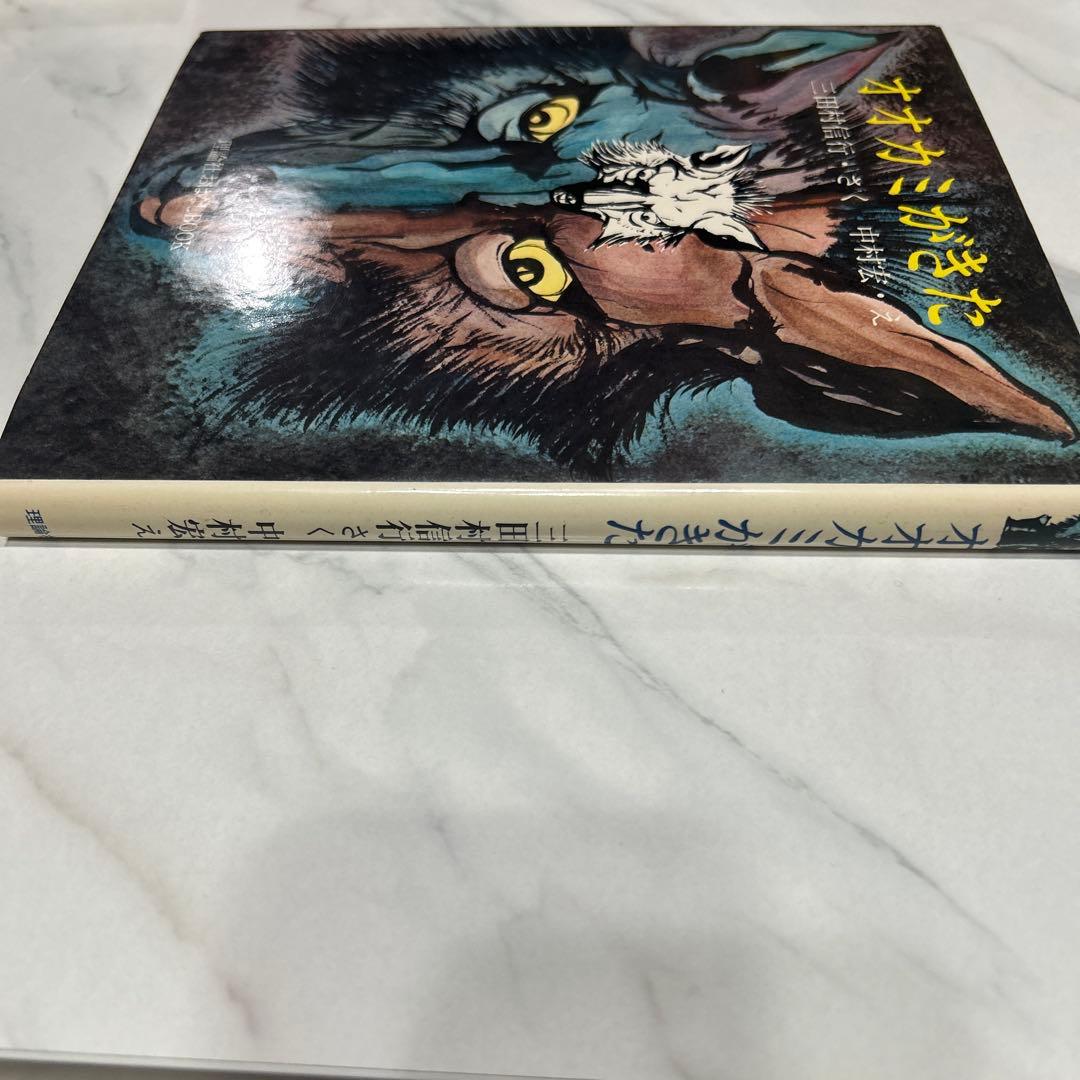 オオカミがきた
三田村信行・さく
中村宏・え
オオカミがきた
三田村信行さく
中村宏え
理論